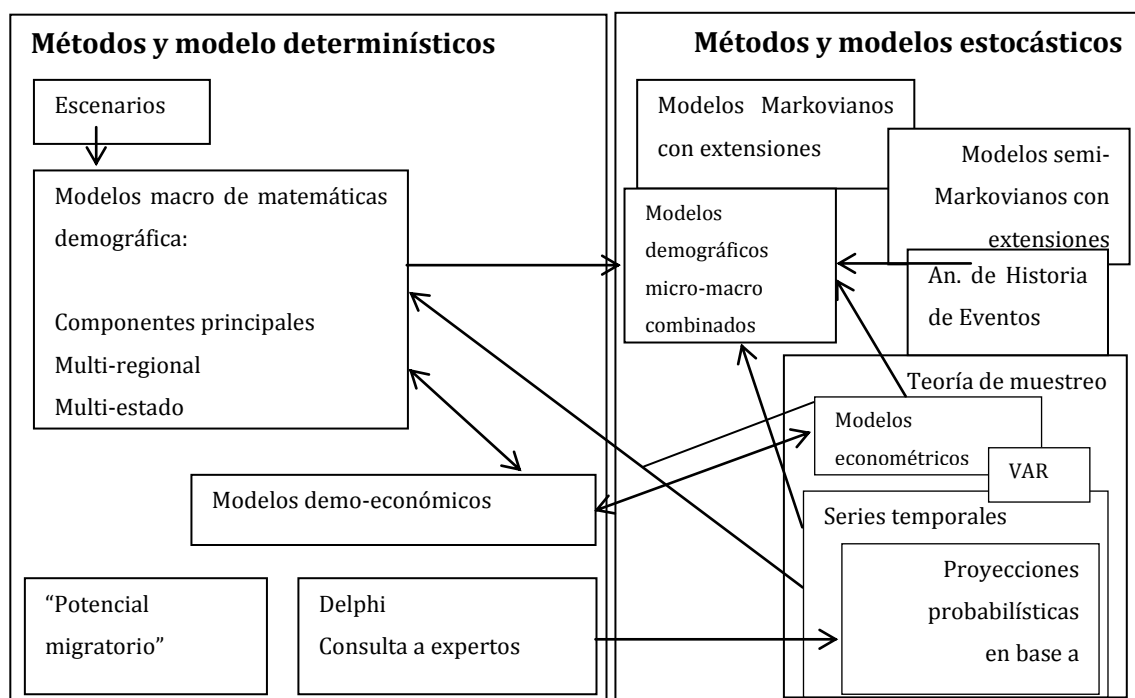 Métodos y modelo determinísticos
Escenarios
Modelos macro de matemáticas
demográfica:
Componentes principales
Multi-regional
Multi-estado
Modelos demo-económicos
“Potencial
migratorio”
Delphi
Consulta a expertos
Métodos y modelos estocásticos
Modelos Markovianos
con extensiones
Modelos semi-
Markovianos con
extensiones
Modelos
demográficos
micro-macro
combinados
An. de Historia
de Eventos
Teoría de muestreo
Modelos
econométricos
VAR
Series temporales
Proyecciones
probabilísticas
en base a